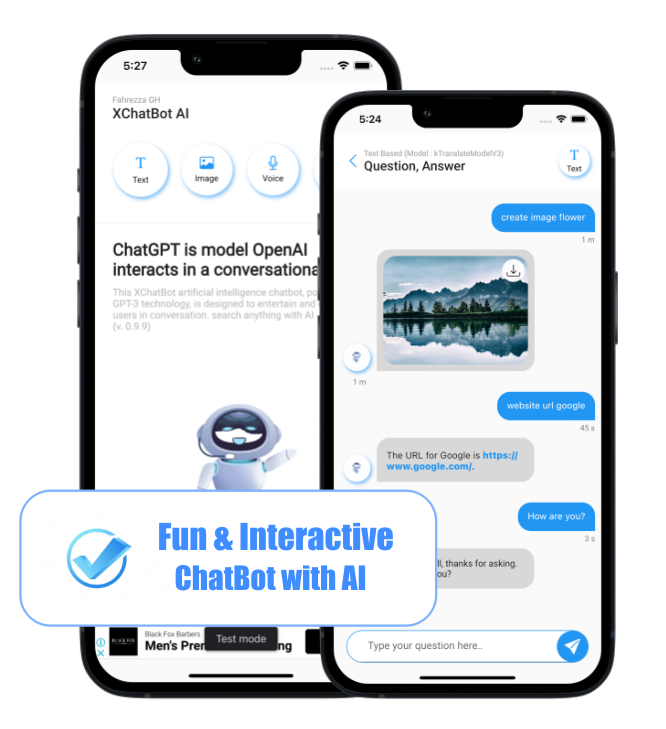 5:27
Fahrezza GH
XChatBot AI
T
Text
Image
Voice
ChatGPT is model OpenAI
interacts in a conversationa
This XChatBot artificial intelligence chatbot, po
GPT-3 technology, is designed to entertain and
users in conversation. search anything with AI
(v. 0.9.9)
5:24
Text Based (Model : kTranslateModelV3)
Question, Answer
T
Text
create image flower
1 m
1 m
website url google
45 s
The URL for Google is https://
www.google.com/.
How are you?
3 s
ll, thanks for asking.
ou?
Type your question here..
Fun & Interactive
ChatBot with AI
BLACK FOX
Black Fox Barbers
Men's Pre
ng
Test mode